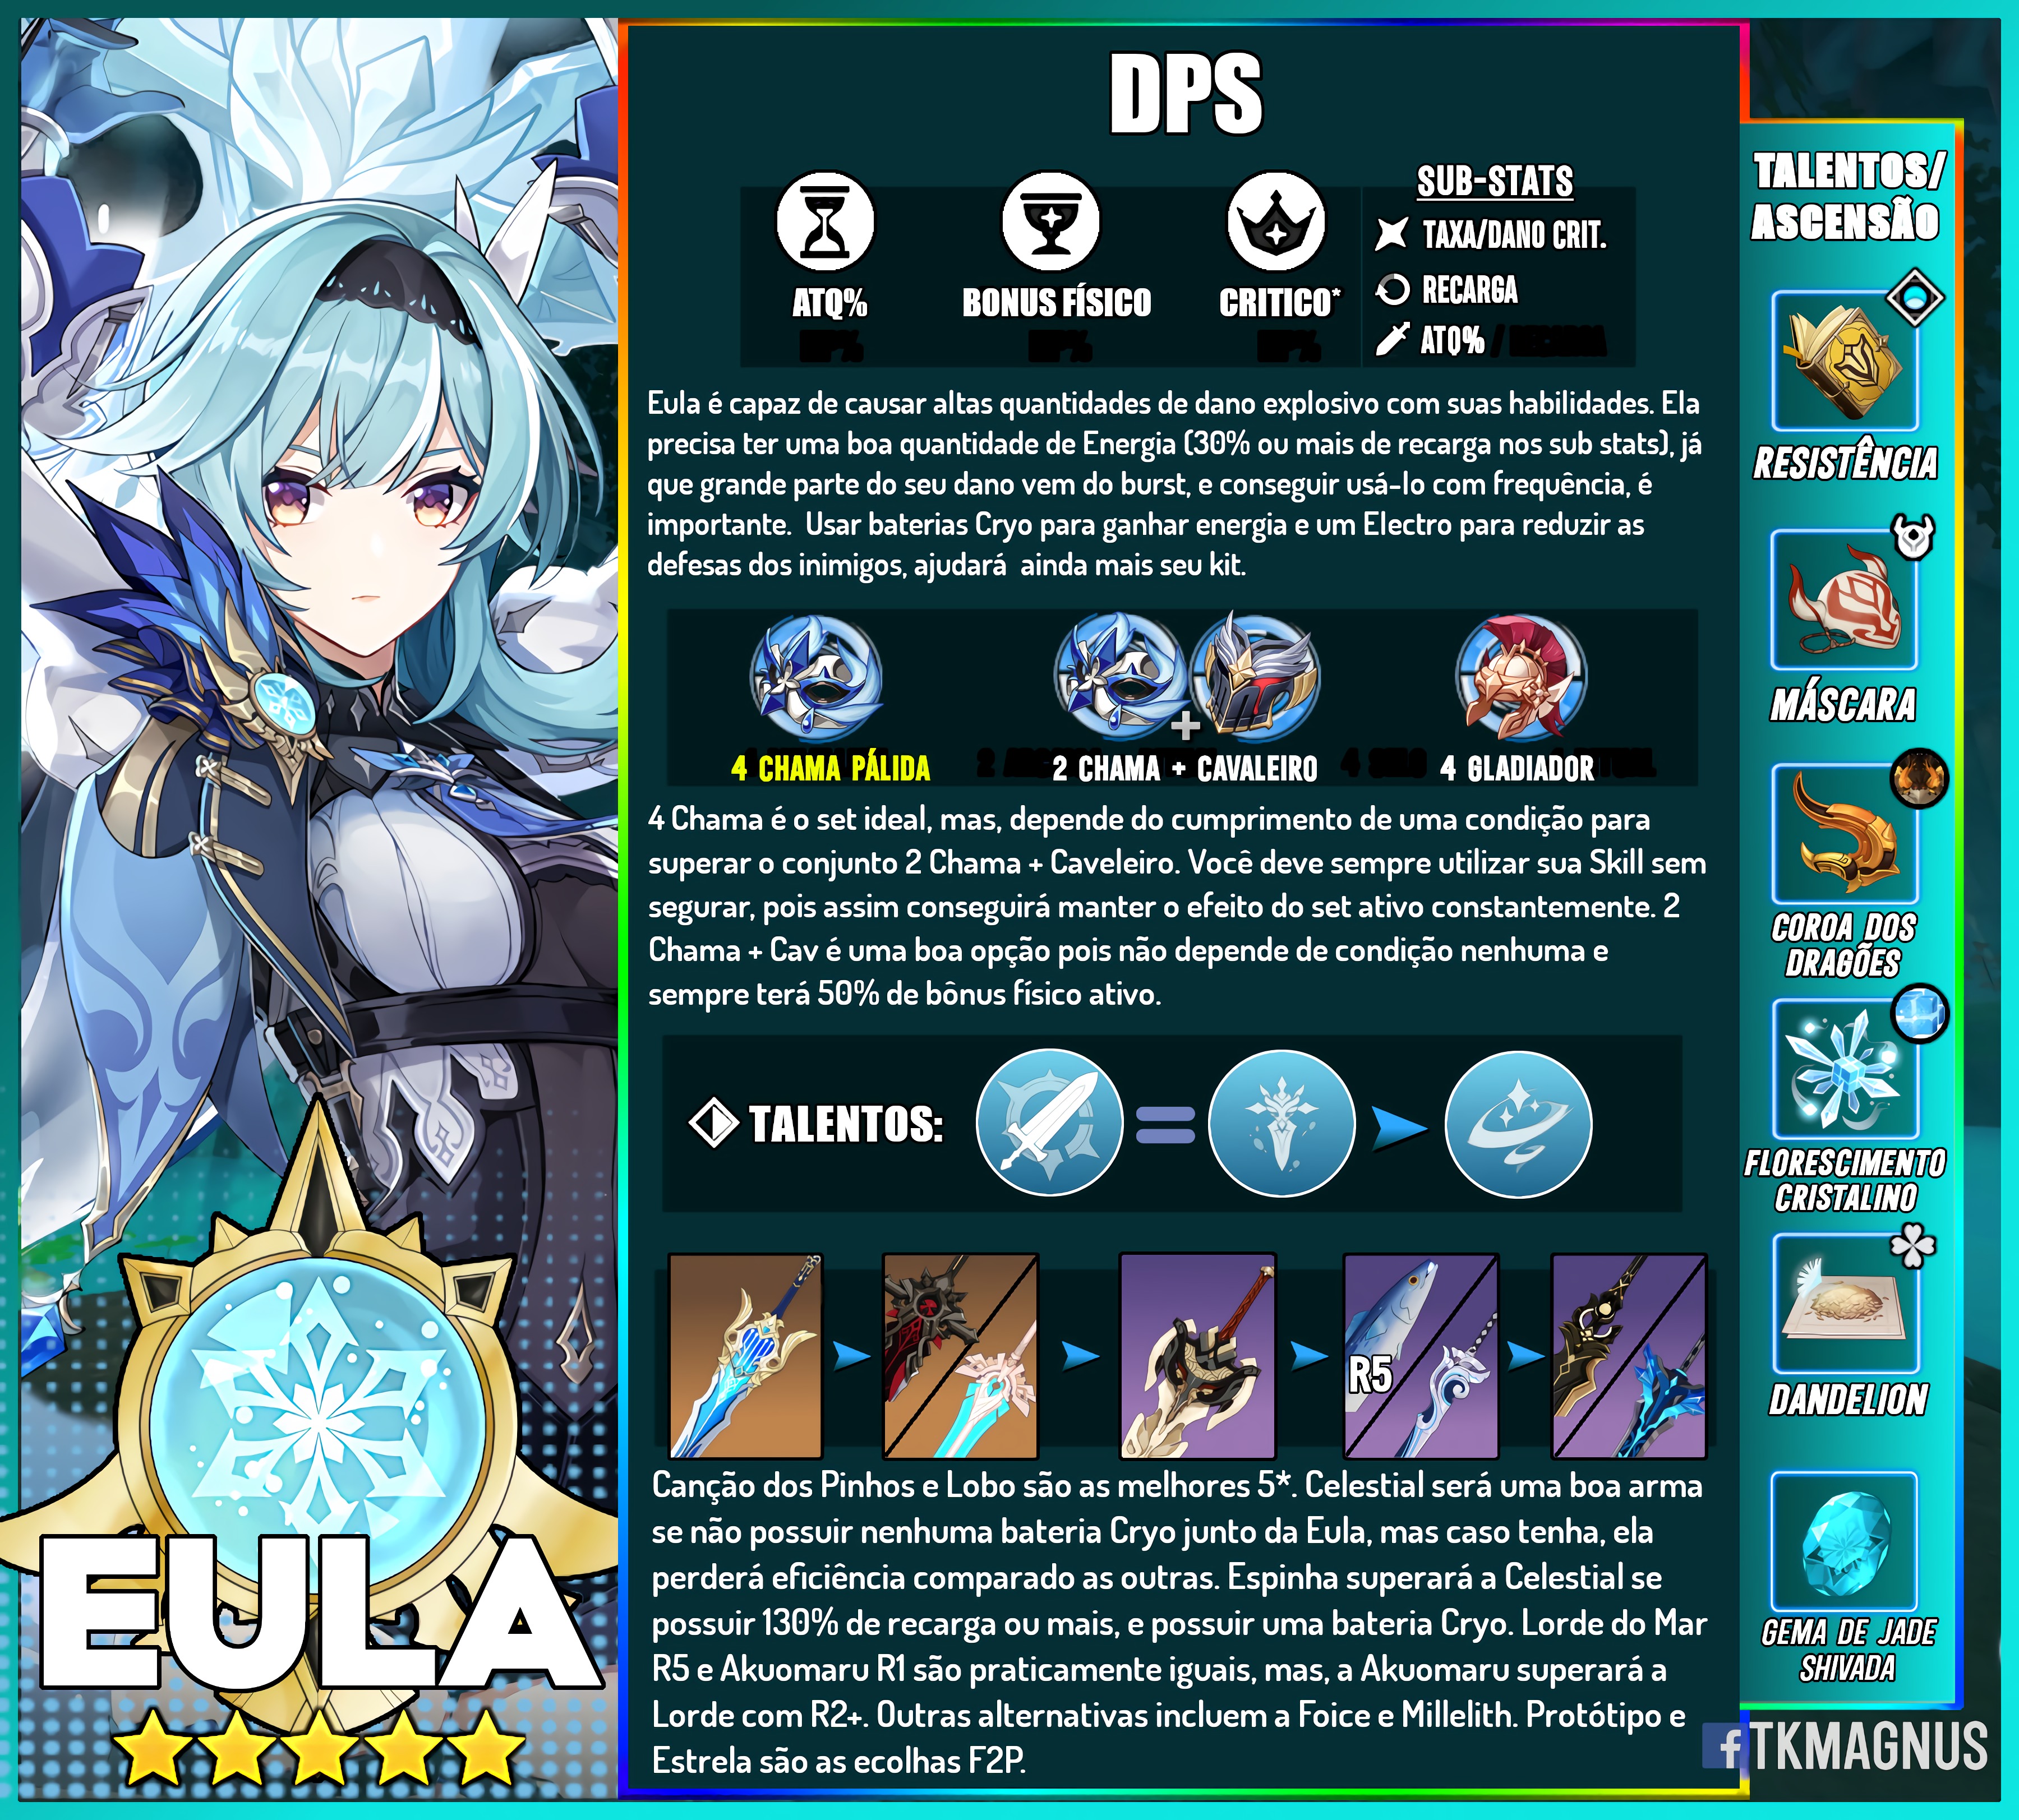 DPS
ATQ%
BONUS FÍSICO
CRITICO*
SUB-STATS
TAXA/DANO CRIT.
RECARGA
ATQ%
Eula é capaz de causar altas quantidades de dano explosivo com suas habilidades. Ela
precisa ter uma boa quantidade de Energia (30% ou mais de recarga nos sub stats), já
que grande parte do seu dano vem do burst, e conseguir usá-lo com frequência, é
importante. Usar baterias Cryo para ganhar energia e um Electro para reduzir as
defesas dos inimigos, ajudará ainda mais seu kit.
4 CHAMA PÁLIDA
2 CHAMA + CAVALEIRO
4 GLADIADOR
4 Chama é o set ideal, mas, depende do cumprimento de uma condição para
superar o conjunto 2 Chama + Caveleiro. Você deve sempre utilizar sua Skill sem
segurar, pois assim conseguirá manter o efeito do set ativo constantemente. 2
Chama + Cav é uma boa opção pois não depende de condição nenhuma e
sempre terá 50% de bônus físico ativo.
TALENTOS:
R5
Canção dos Pinhos e Lobo são as melhores 5*. Celestial será uma boa arma
se não possuir nenhuma bateria Cryo junto da Eula, mas caso tenha, ela
perderá eficiência comparado as outras. Espinha superará a Celestial se
possuir 130% de recarga ou mais, e possuir uma bateria Cryo. Lorde do Mar
R5 e Akuomaru R1 são praticamente iguais, mas, a Akuomaru superará a
Lorde com R2+. Outras alternativas incluem a Foice e Millelith. Protótipo e
Estrela são as ecolhas F2P.
TALENTOS/
ASCENSÃO
RESISTÊNCIA
MÁSCARA
COROA DOS
DRAGÕES
FLORESCIMENTO
CRISTALINO
DANDELION
GEMA DE JADE
SHIVADA
EULA
f TKMAGNUS